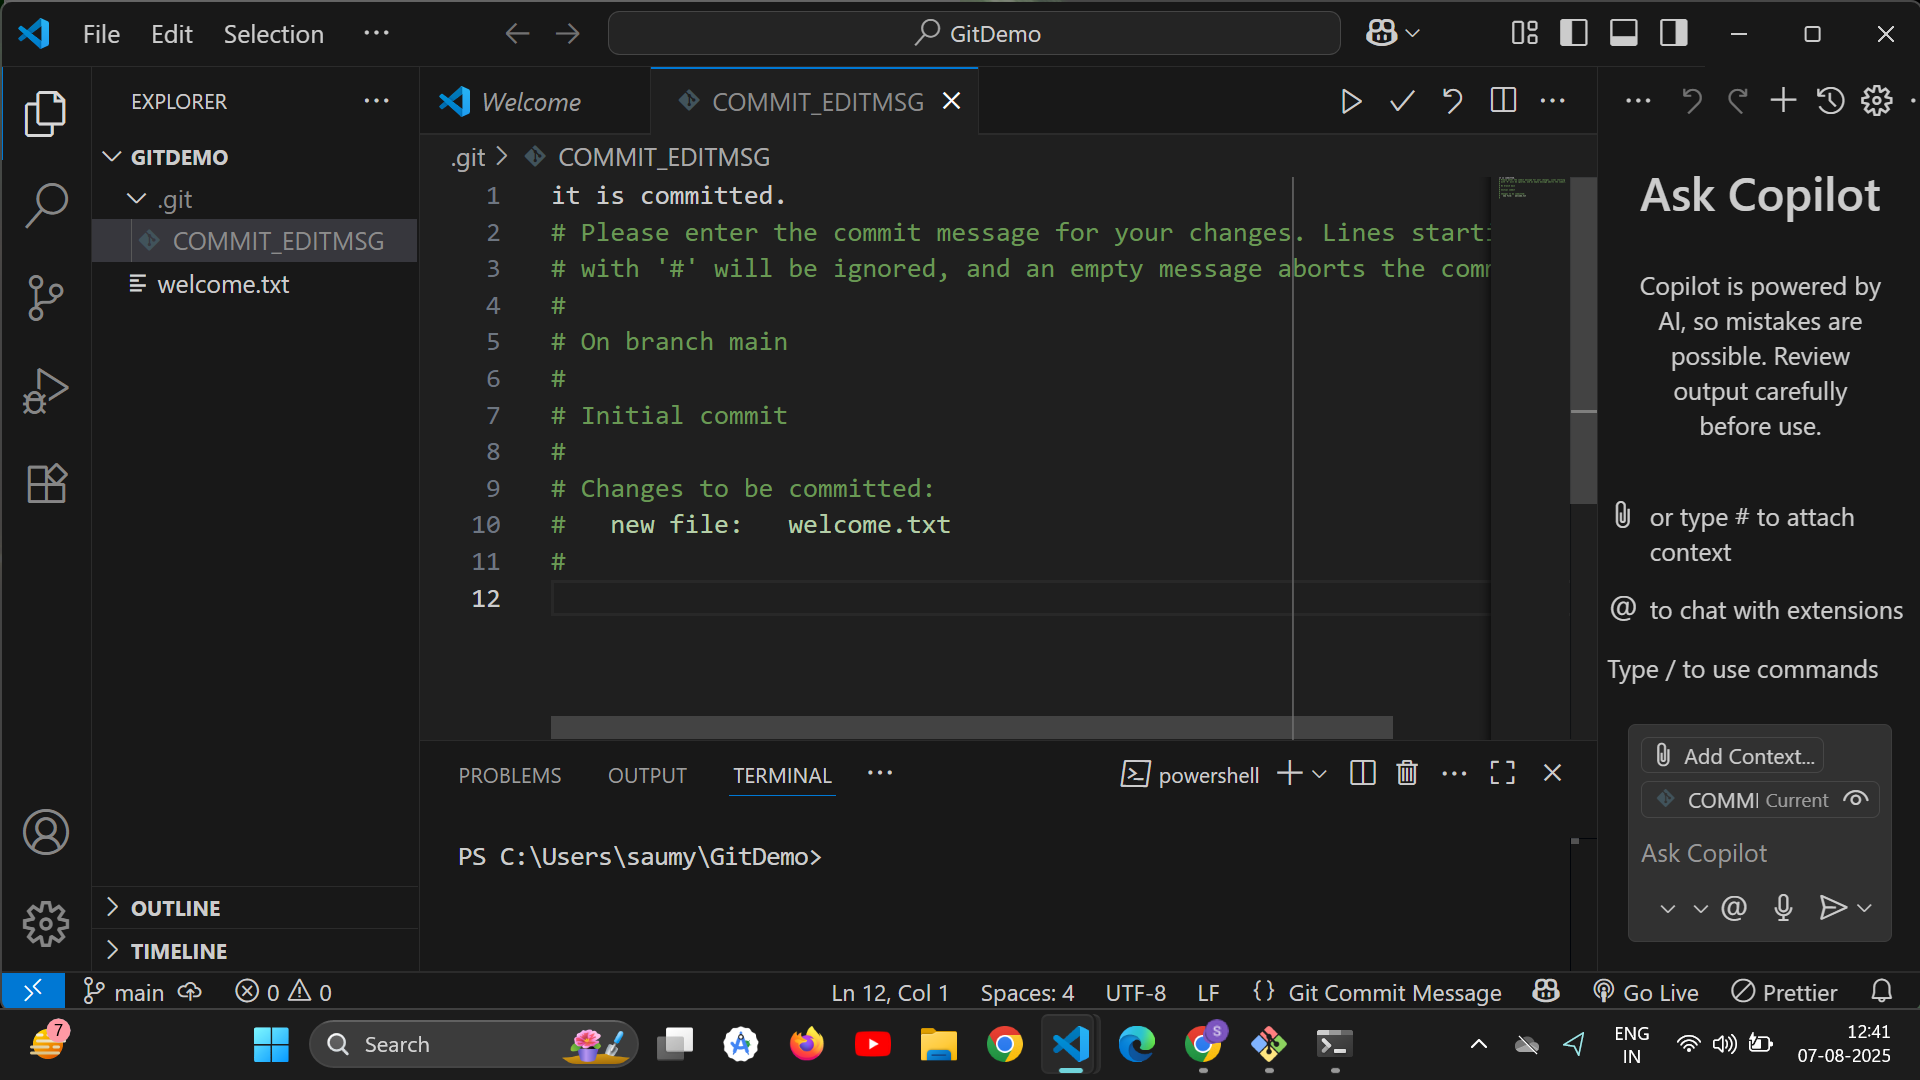 File Edit Selection ··· GitDemo
EXPLORER ···
GITDEMO
.git
COMMIT_EDITMSG
welcome.txt
OUTLINE
TIMELINE
Welcome COMMIT_EDITMSG
.git > COMMIT_EDITMSG
1 it is committed.
2 # Please enter the commit message for your changes. Lines
3 # with '#' will be ignored, and an empty message aborts the
4 #
5 # On branch main
6 #
7 # Initial commit
8 #
9 # Changes to be committed:
10 # new file: welcome.txt
11 #
12
PROBLEMS OUTPUT TERMINAL ··· powershell
PS C:\Users\saumy\GitDemo>
Ask Copilot
Copilot is powered by
AI, so mistakes are
possible. Review
output carefully
before use.
or type # to attach
context
@ to chat with extensions
Type / to use commands
Add Context...
COMMI Current
Ask Copilot
@
main 0 0 Ln 12, Col 1 Spaces: 4 UTF-8 LF {} Git Commit Message Go Live Prettier
7 Search S ENG
IN
12:41
07-08-2025